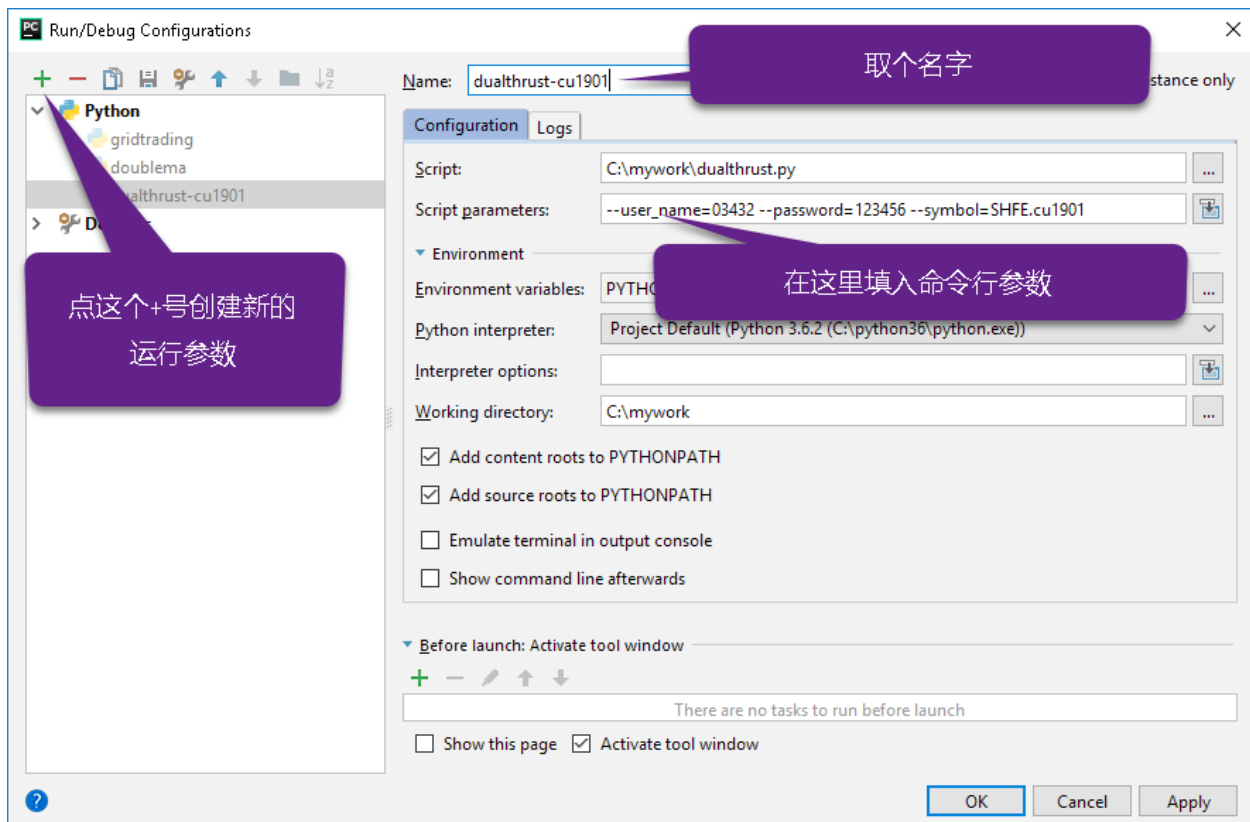 PC Run/Debug Configurations
Name: dualthrust-cu1901
取个名字
stance only
Python
gridtrading
doublema
ualthrust-cu1901
点这个+号创建新的
运行参数
Configuration Logs
Script: C:\mywork\dualthrust.py ...
Script parameters: --user_name=03432 --password=123456 --symbol=SHFE.cu1901
Environment
在这里填入命令行参数
Environment variables: PYTHO ...
Python interpreter: Project Default (Python 3.6.2 (C:\python36\python.exe))
Interpreter options:
Working directory: C:\mywork ...
Add content roots to PYTHONPATH
Add source roots to PYTHONPATH
Emulate terminal in output console
Show command line afterwards
Before launch: Activate tool window
There are no tasks to run before launch
Show this page Activate tool window
? OK Cancel Apply